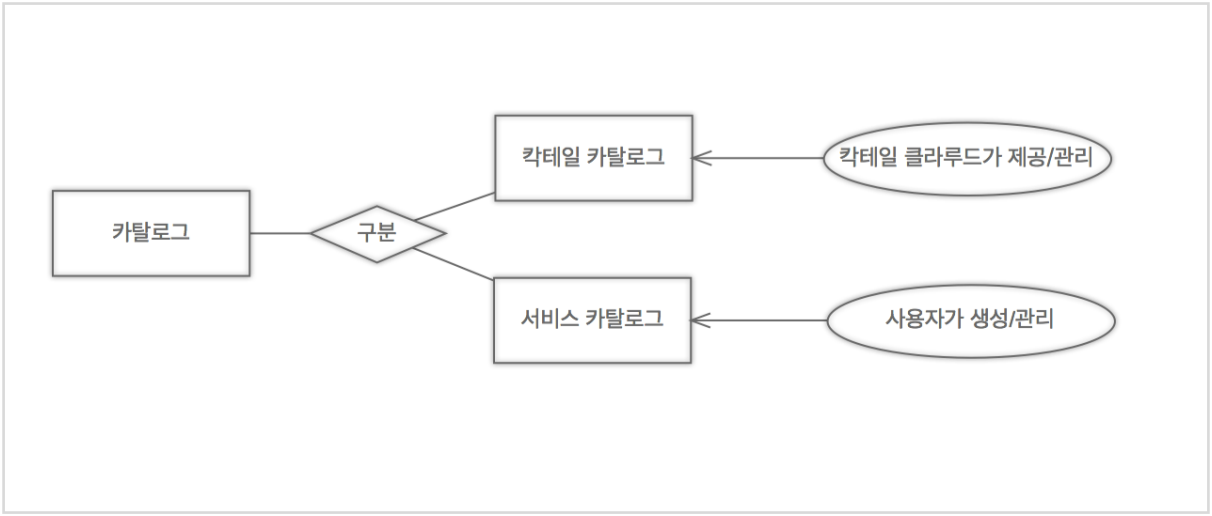 카탈로그
구분
칵테일 카탈로그
칵테일 클라루드가 제공/관리
서비스 카탈로그
사용자가 생성/관리